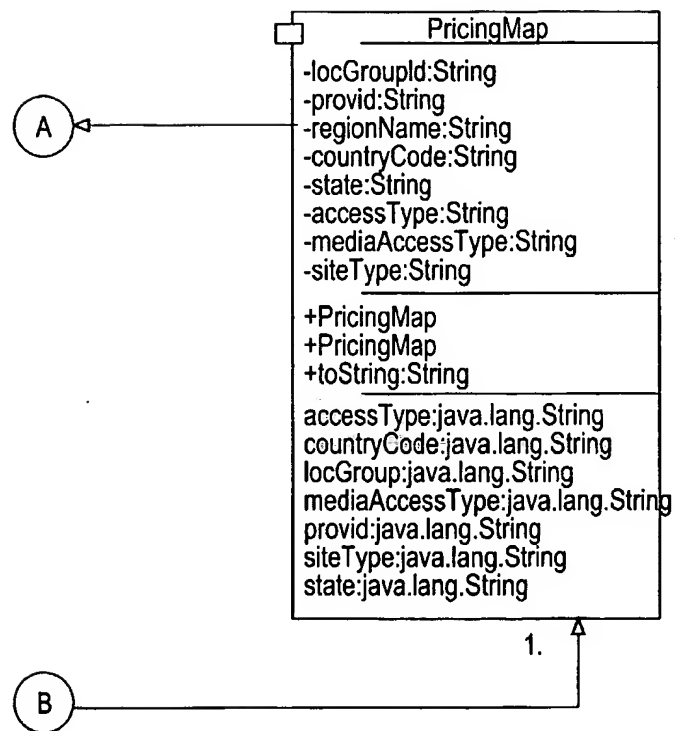 PricingMap
-locGroupId:String
-provid:String
A
-regionName:String
-countryCode:String
-state:String
-accessType:String
-mediaAccessType:String
-siteType:String
+PricingMap
+PricingMap
+toString:String
accessType:java.lang.String
countryCode:java.lang.String
locGroup:java.lang.String
mediaAccessType:java.lang.String
provid:java.lang.String
siteType:java.lang.String
state:java.lang.String
1.
B